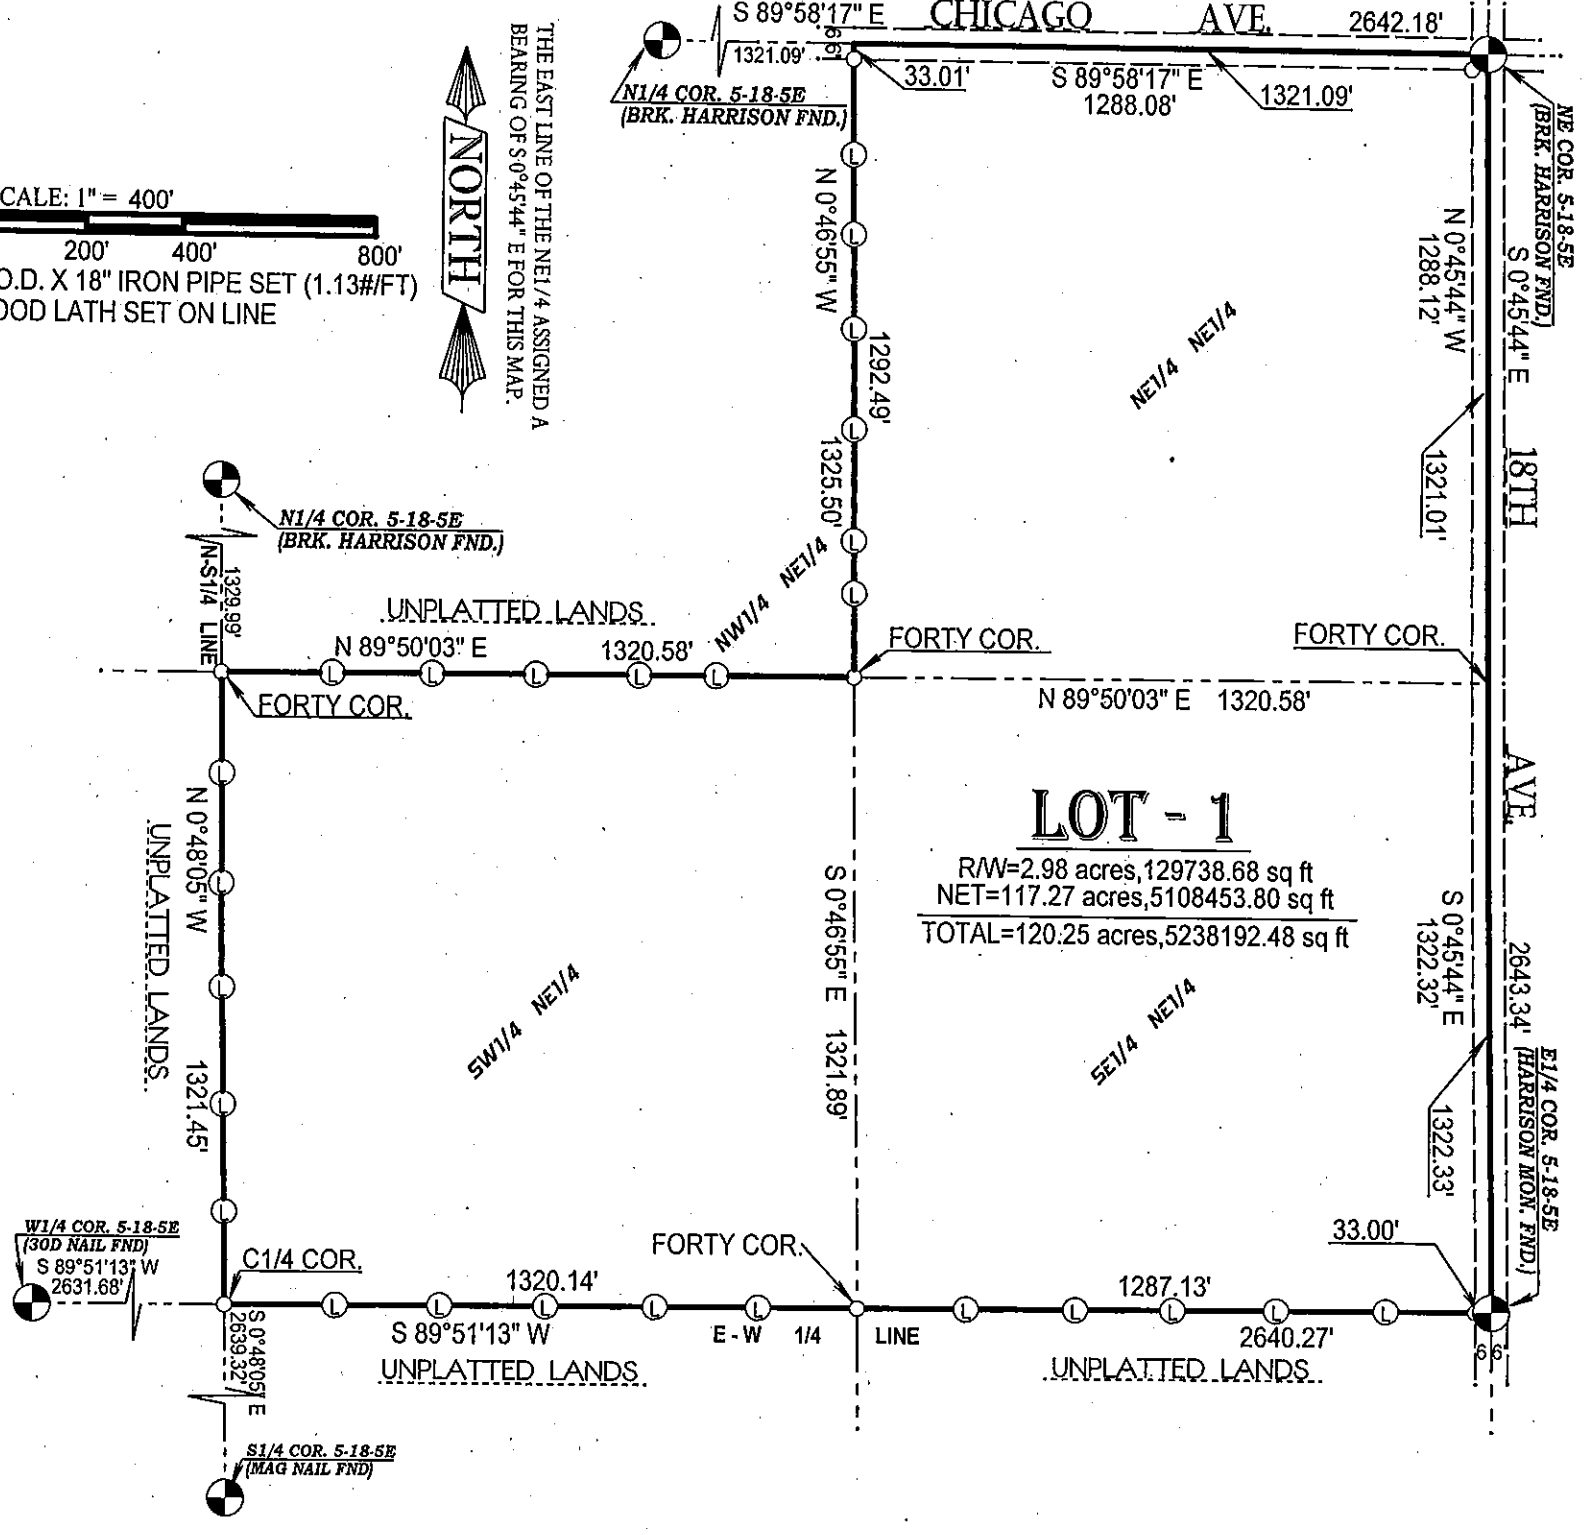 S 89°58'17" E CHICAGO AVE. 2642.18'
66'
1321.09'
33.01'
S 89°58'17" E
1288.08'
1321.09'
N1/4 COR. 5-18-5E
(BRK. HARRISON FND.)
NE COR. 5-18-5E
(BRK. HARRISON FND.)
THE EAST LINE OF THE NE1/4 ASSIGNED A
BEARING OF S 0°45'44" E FOR THIS MAP.
NORTH
CALE: 1" = 400'
200' 400' 800'
O.D. X 18" IRON PIPE SET (1.13#/FT)
OOD LATH SET ON LINE
N 0°46'55" W
1292.49'
1325.50'
NE1/4 NE1/4
N 0°45'44" W
1288.12'
S 0°45'44" E
18TH AVE.
2643.34'
1321.01'
N1/4 COR. 5-18-5E
(BRK. HARRISON FND.)
1329.99'
N-S1/4 LINE
UNPLATTED LANDS
N 89°50'03" E 1320.58'
NW1/4 NE1/4
FORTY COR.
FORTY COR.
FORTY COR.
N 89°50'03" E 1320.58'
LOT - 1
R/W=2.98 acres,129738.68 sq ft
NET=117.27 acres,5108453.80 sq ft
TOTAL=120.25 acres,5238192.48 sq ft
N 0°48'05" W 1321.45'
UNPLATTED LANDS
S 0°46'55" E 1321.89'
S 0°45'44" E
1322.32'
SW1/4 NE1/4
SE1/4 NE1/4
1322.33'
E1/4 COR. 5-18-5E
(HARRISON MON. FND.)
W1/4 COR. 5-18-5E
(30D NAIL FND)
S 89°51'13" W
2631.68'
C1/4 COR.
FORTY COR.
33.00'
1320.14'
1287.13'
S 89°51'13" W E - W 1/4 LINE 2640.27'
66'
UNPLATTED LANDS
UNPLATTED LANDS
S 0°48'05" E
2639.32'
S1/4 COR. 5-18-5E
(MAG NAIL FND)
L L L L L L
L L L L L
L L L L L
L L L L L
L L L L L